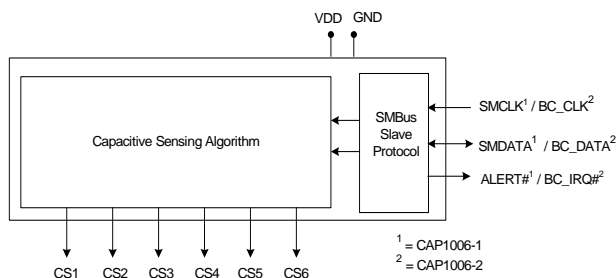 VDD GND
Capacitive Sensing Algorithm
SMBus
Slave
Protocol
SMCLK¹ / BC_CLK²
SMDATA¹ / BC_DATA²
ALERT#¹ / BC_IRQ#²
CS1 CS2 CS3 CS4 CS5 CS6
¹ = CAP1006-1
² = CAP1006-2